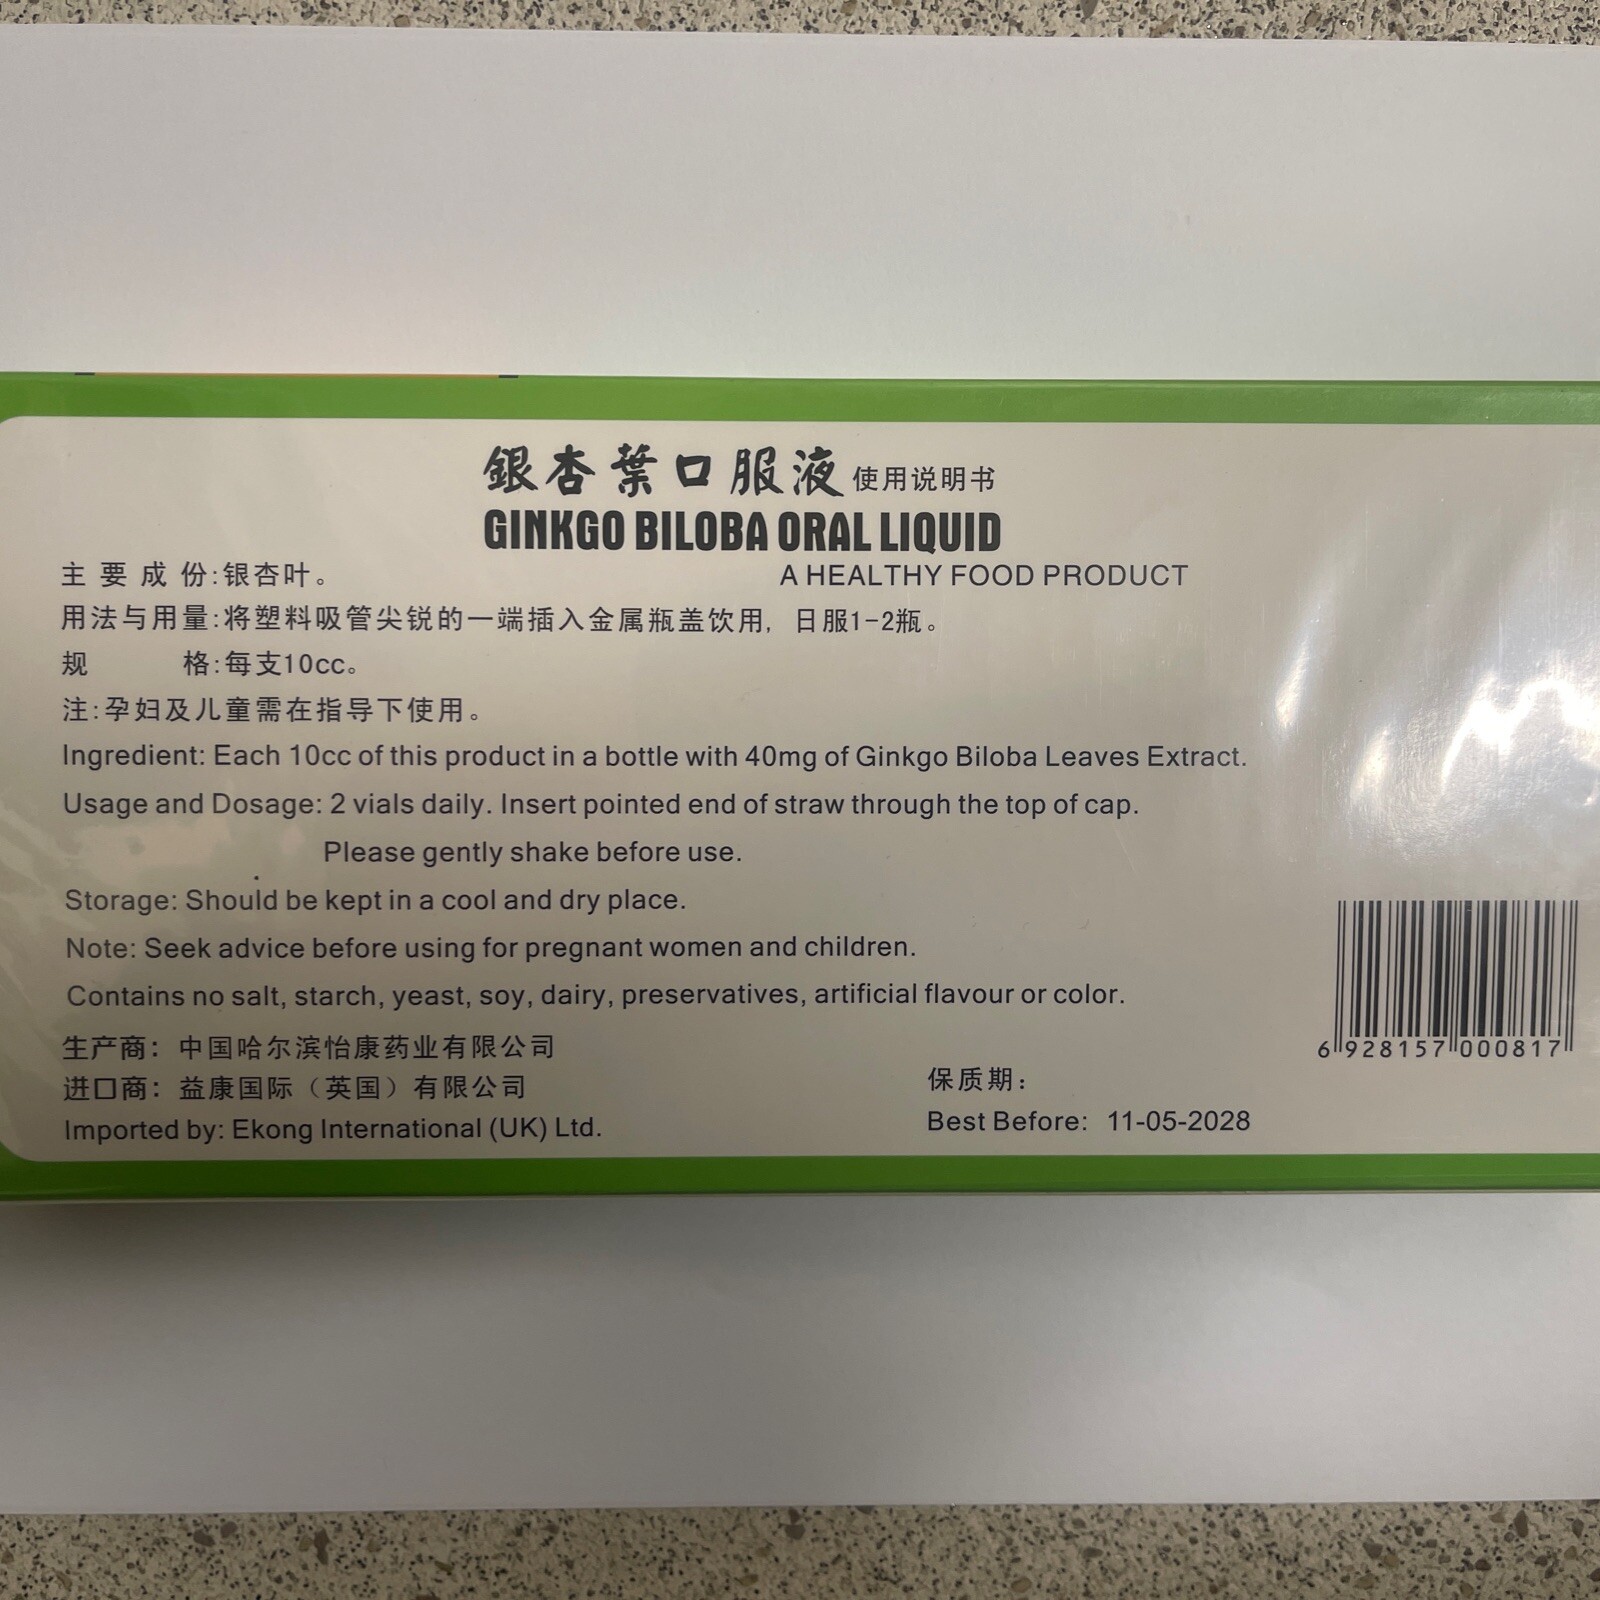 銀杏葉口服液使用说明书
GINKGO BILOBA ORAL LIQUID
A HEALTHY FOOD PRODUCT
主要成份:银杏叶。
用法与用量:将塑料吸管尖锐的一端插入金属瓶盖饮用, 日服1-2瓶。
规 格:每支10cc。
注:孕妇及儿童需在指导下使用。
Ingredient: Each 10cc of this product in a bottle with 40mg of Ginkgo Biloba Leaves Extract.
Usage and Dosage: 2 vials daily. Insert pointed end of straw through the top of cap.
Please gently shake before use.
Storage: Should be kept in a cool and dry place.
Note: Seek advice before using for pregnant women and children.
Contains no salt, starch, yeast, soy, dairy, preservatives, artificial flavour or color.
生产商：中国哈尔滨怡康药业有限公司
进口商：益康国际（英国）有限公司
Imported by: Ekong International (UK) Ltd.
保质期：
Best Before: 11-05-2028
6 928157 000817